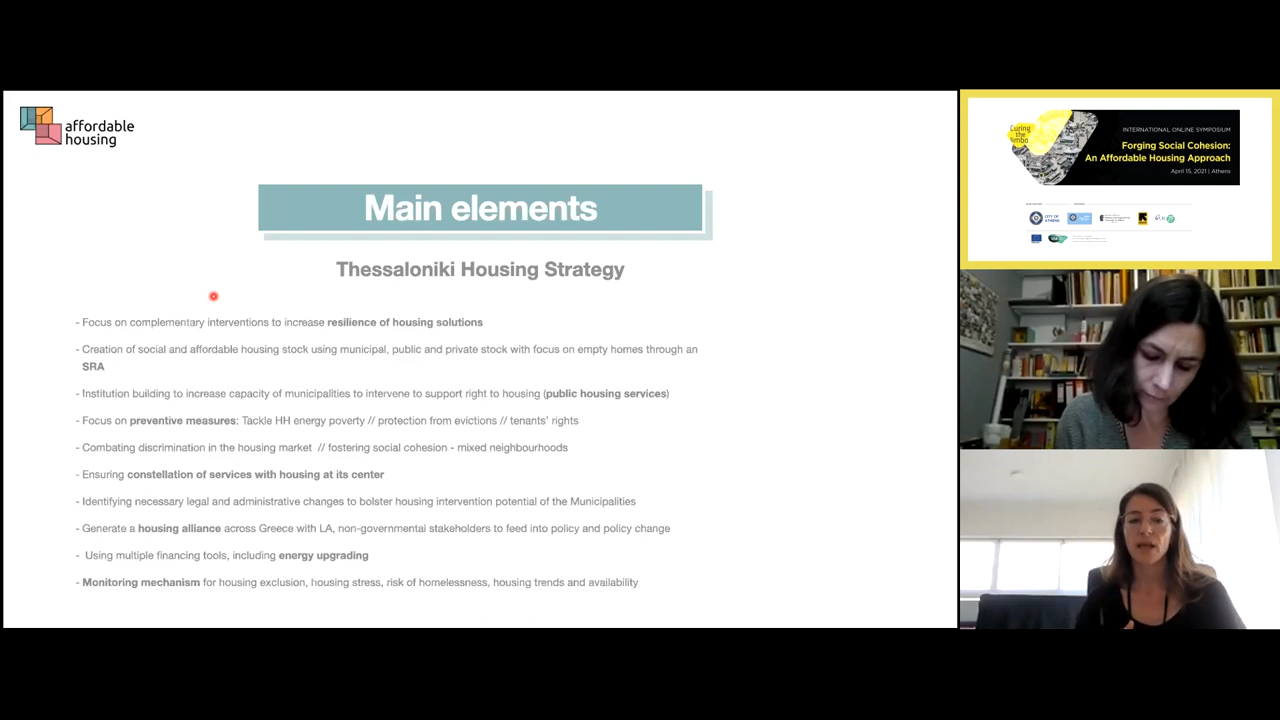 affordable
housing
Main elements
Thessaloniki Housing Strategy
- Focus on complementary interventions to increase resilience of housing solutions
- Creation of social and affordable housing stock using municipal, public and private stock with focus on empty homes through an
SRA
- Institution building to increase capacity of municipalities to intervene to support right to housing (public housing services)
- Focus on preventive measures: Tackle HH energy poverty // protection from evictions // tenants' rights
- Combating discrimination in the housing market // fostering social cohesion - mixed neighbourhoods
- Ensuring constellation of services with housing at its center
- Identifying necessary legal and administrative changes to bolster housing intervention potential of the Municipalities
- Generate a housing alliance across Greece with LA, non-governmental stakeholders to feed into policy and policy change
- Using multiple financing tools, including energy upgrading
- Monitoring mechanism for housing exclusion, housing stress, risk of homelessness, housing trends and availability
Curing
the
limbo
INTERNATIONAL ONLINE SYMPOSIUM
Forging Social Cohesion:
An Affordable Housing Approach
April 15, 2021 | Athens
CITY OF
ATHENS